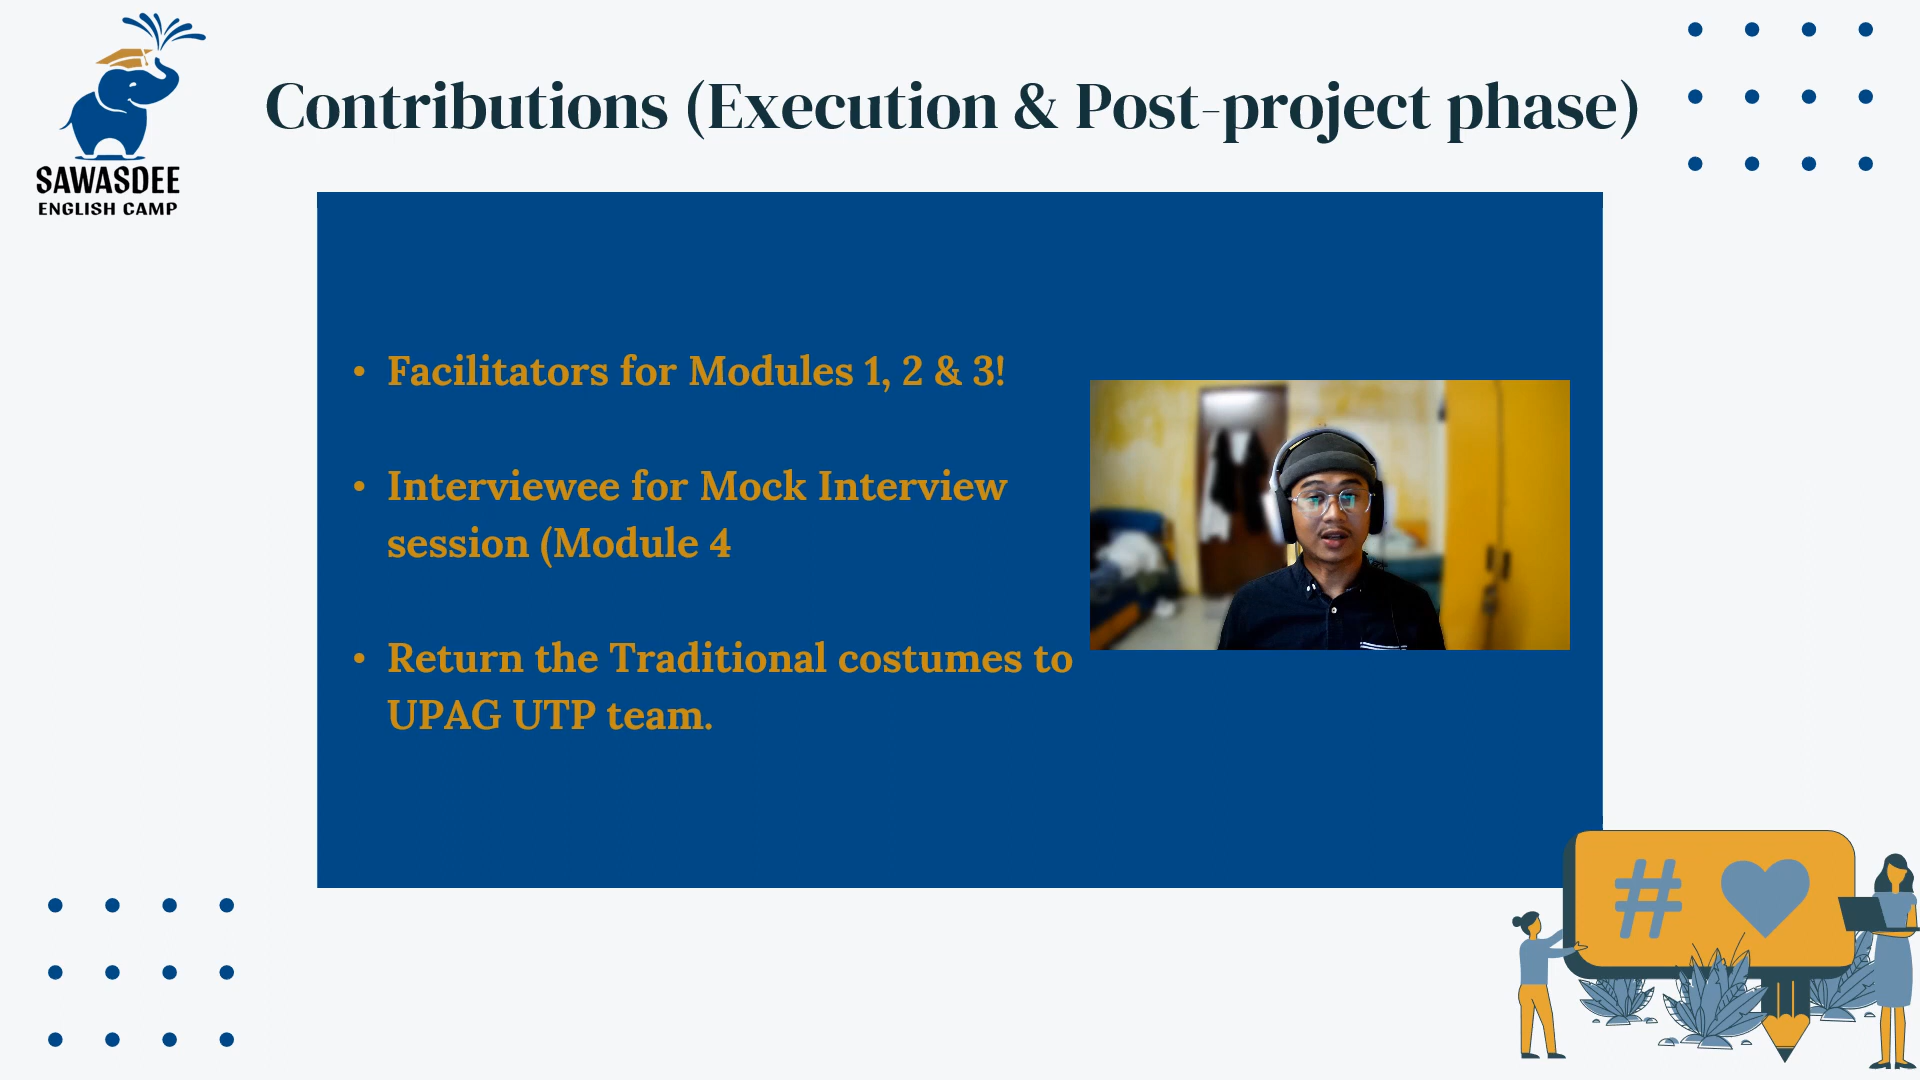 SAWASDEE
ENGLISH CAMP
Contributions (Execution & Post-project phase)
• Facilitators for Modules 1, 2 & 3!
• Interviewee for Mock Interview
session (Module 4
• Return the Traditional costumes to
UPAG UTP team.
#